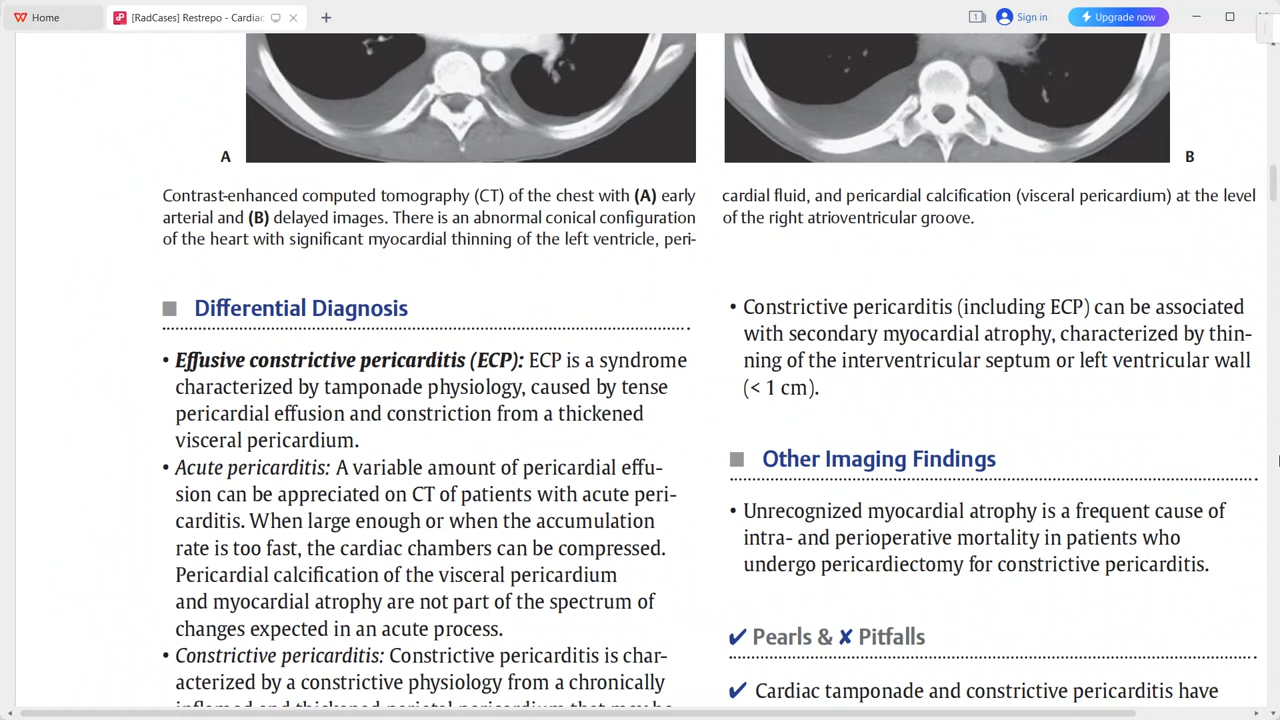 Home
[RadCases] Restrepo - Cardiac
1
Sign in
Upgrade now
A
B
Contrast-enhanced computed tomography (CT) of the chest with (A) early
arterial and (B) delayed images. There is an abnormal conical configuration
of the heart with significant myocardial thinning of the left ventricle, peri-
cardial fluid, and pericardial calcification (visceral pericardium) at the level
of the right atrioventricular groove.
Differential Diagnosis
• Effusive constrictive pericarditis (ECP): ECP is a syndrome
characterized by tamponade physiology, caused by tense
pericardial effusion and constriction from a thickened
visceral pericardium.
• Acute pericarditis: A variable amount of pericardial effu-
sion can be appreciated on CT of patients with acute peri-
carditis. When large enough or when the accumulation
rate is too fast, the cardiac chambers can be compressed.
Pericardial calcification of the visceral pericardium
and myocardial atrophy are not part of the spectrum of
changes expected in an acute process.
• Constrictive pericarditis: Constrictive pericarditis is char-
acterized by a constrictive physiology from a chronically
inflamed and thickened parietal pericardium that may be
• Constrictive pericarditis (including ECP) can be associated
with secondary myocardial atrophy, characterized by thin-
ning of the interventricular septum or left ventricular wall
(< 1 cm).
Other Imaging Findings
• Unrecognized myocardial atrophy is a frequent cause of
intra- and perioperative mortality in patients who
undergo pericardiectomy for constrictive pericarditis.
✔ Pearls & ✘ Pitfalls
✔ Cardiac tamponade and constrictive pericarditis have